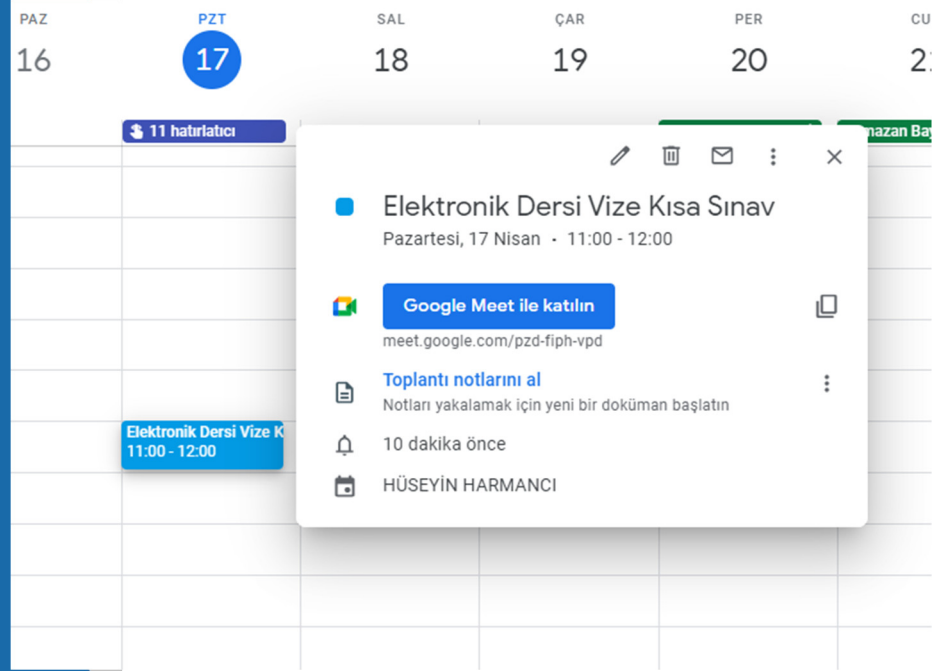 PAZ PZT SAL ÇAR PER CU
16 17 18 19 20
11 hatırlatıcı
Elektronik Dersi Vize Kısa Sınav
Pazartesi, 17 Nisan • 11:00 - 12:00
Google Meet ile katılın
meet.google.com/pzd-fiph-vpd
Toplantı notlarını al
Notları yakalamak için yeni bir doküman başlatın
10 dakika önce
HÜSEYİN HARMANCI
Elektronik Dersi Vize K
11:00 - 12:00